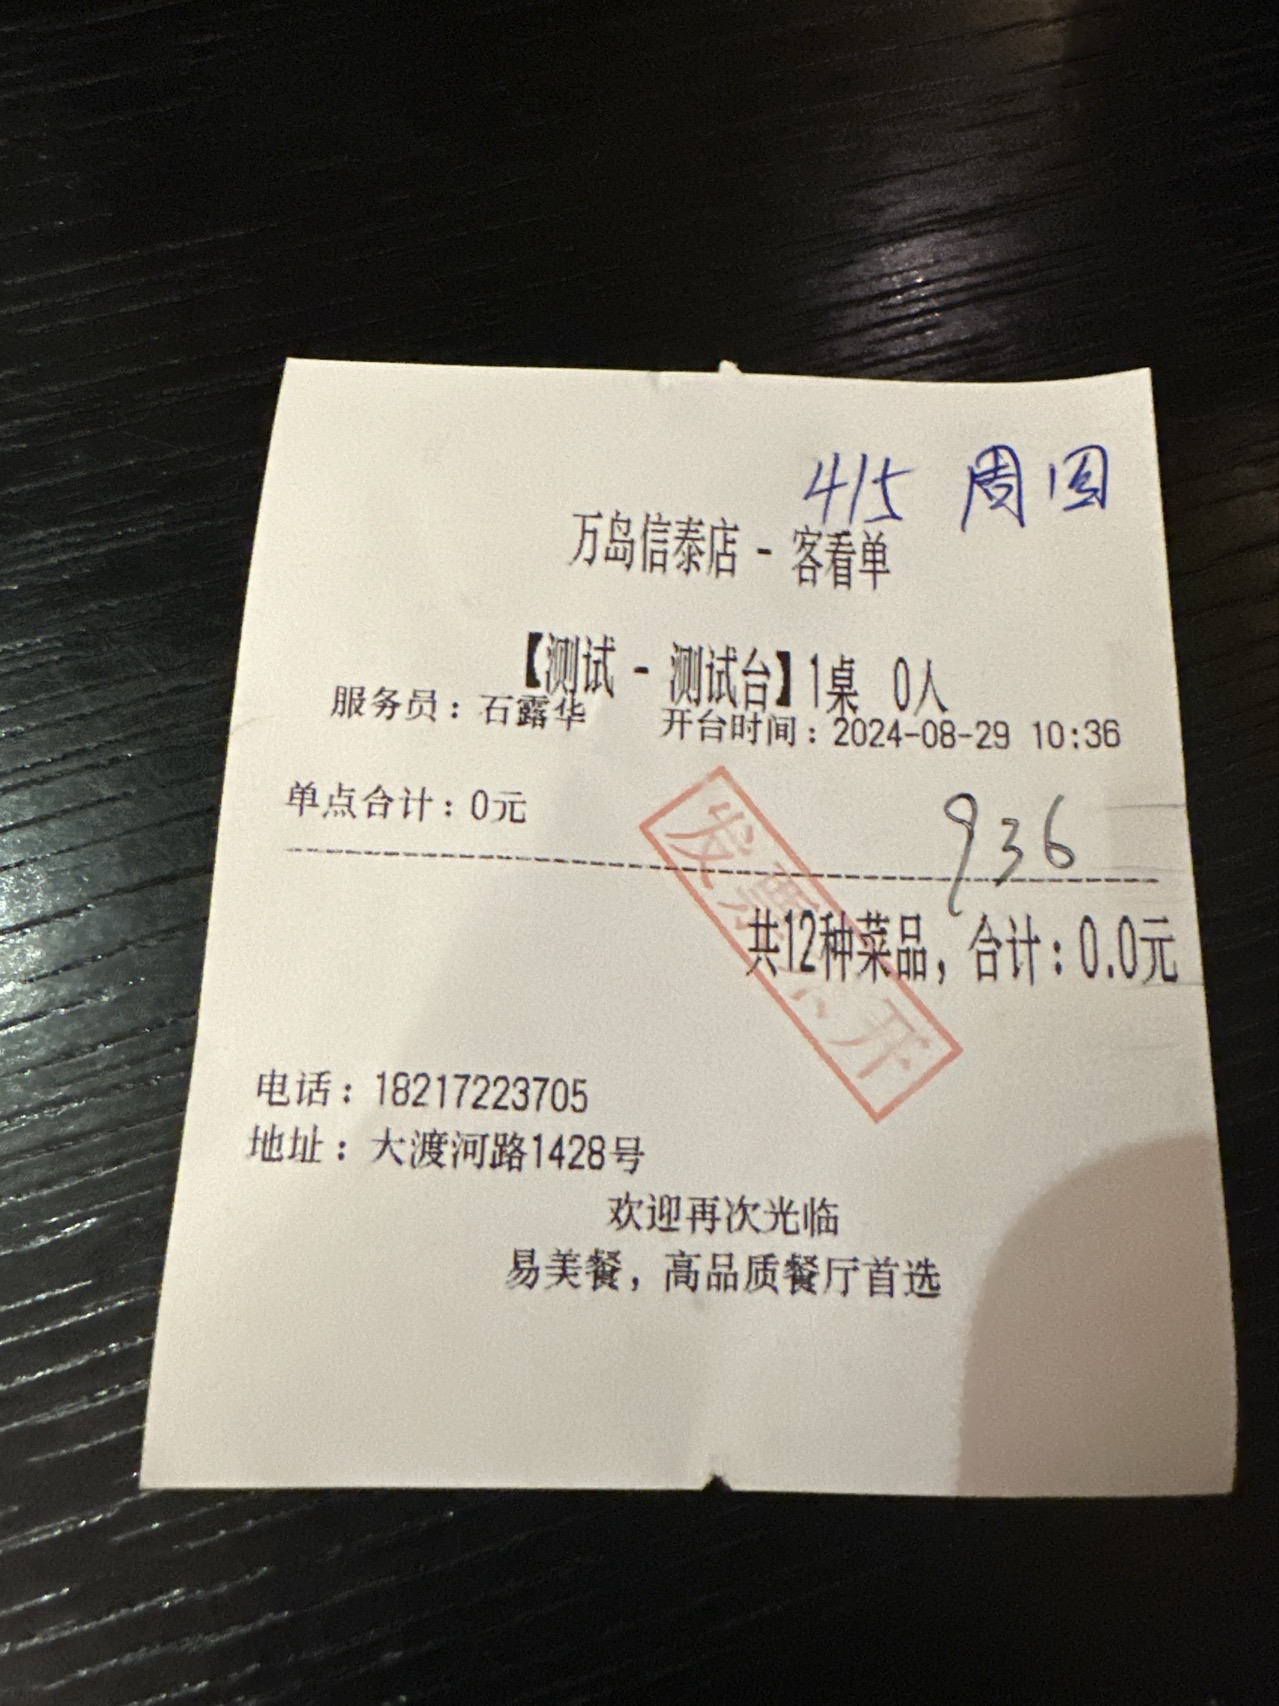 415 周圆
万岛信泰店 - 客看单
【测试 - 测试台】1桌 0人
服务员：石露华 开台时间：2024-08-29 10:36
单点合计：0元
936
发票 开
共12种菜品，合计：0.0元
电话：18217223705
地址：大渡河路1428号
欢迎再次光临
易美餐，高品质餐厅首选